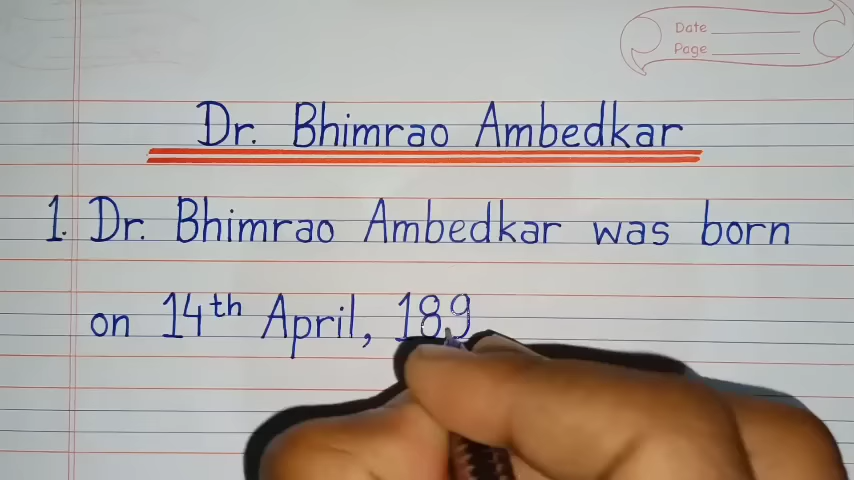 Date
Page
Dr. Bhimrao Ambedkar
1. Dr. Bhimrao Ambedkar was born
on 14th April, 189